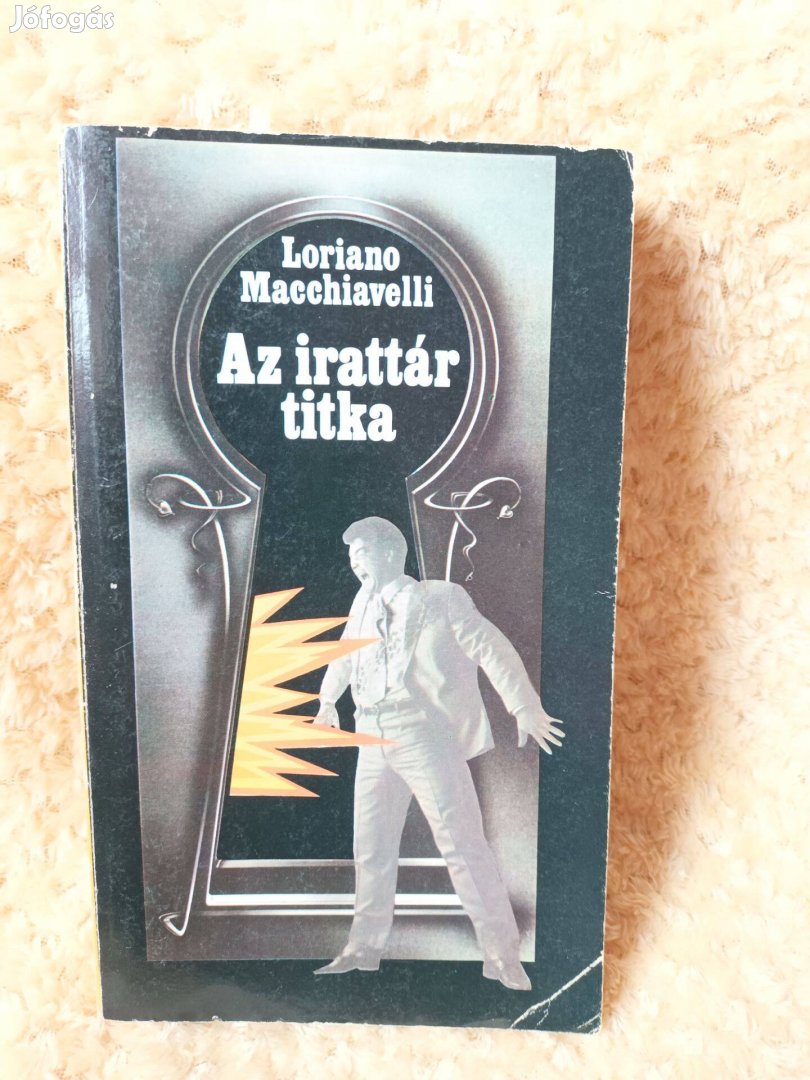 Jófogás
Loriano
Macchiavelli
Az irattár
titka